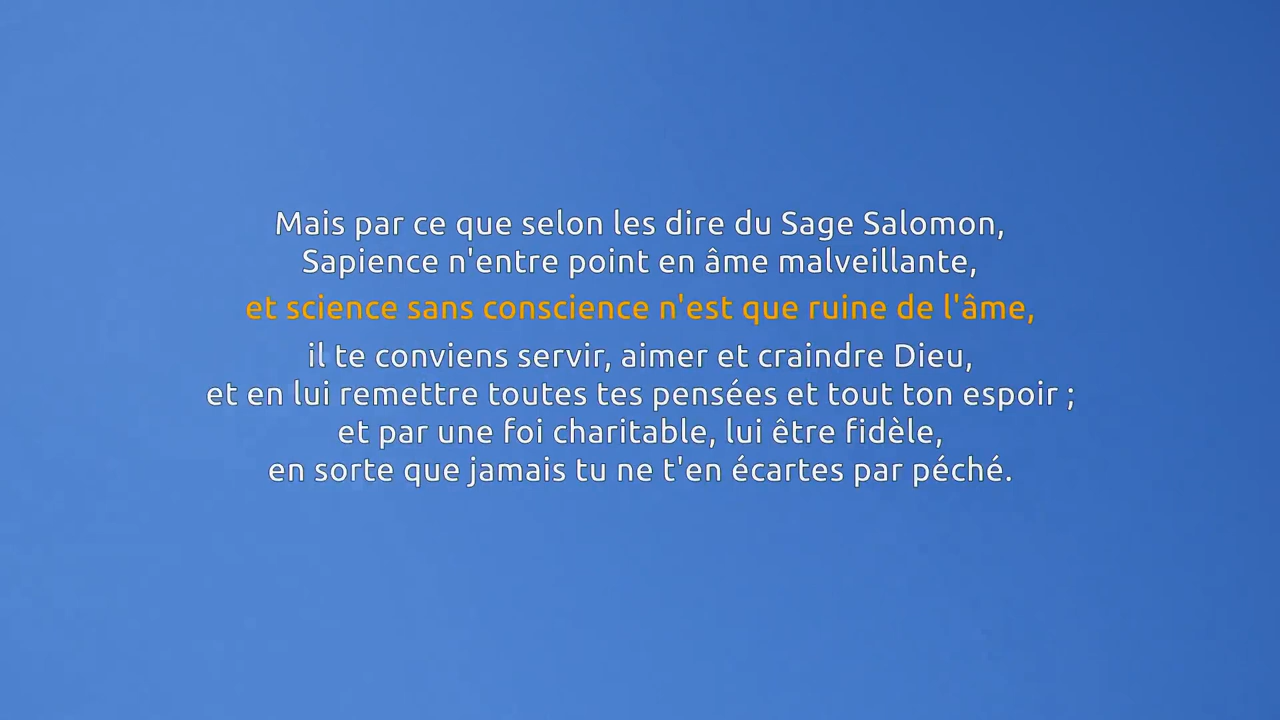 Mais par ce que selon les dire du Sage Salomon,
Sapience n'entre point en âme malveillante,
et science sans conscience n'est que ruine de l'âme,
il te conviens servir, aimer et craindre Dieu,
et en lui remettre toutes tes pensées et tout ton espoir ;
et par une foi charitable, lui être fidèle,
en sorte que jamais tu ne t'en écartes par péché.